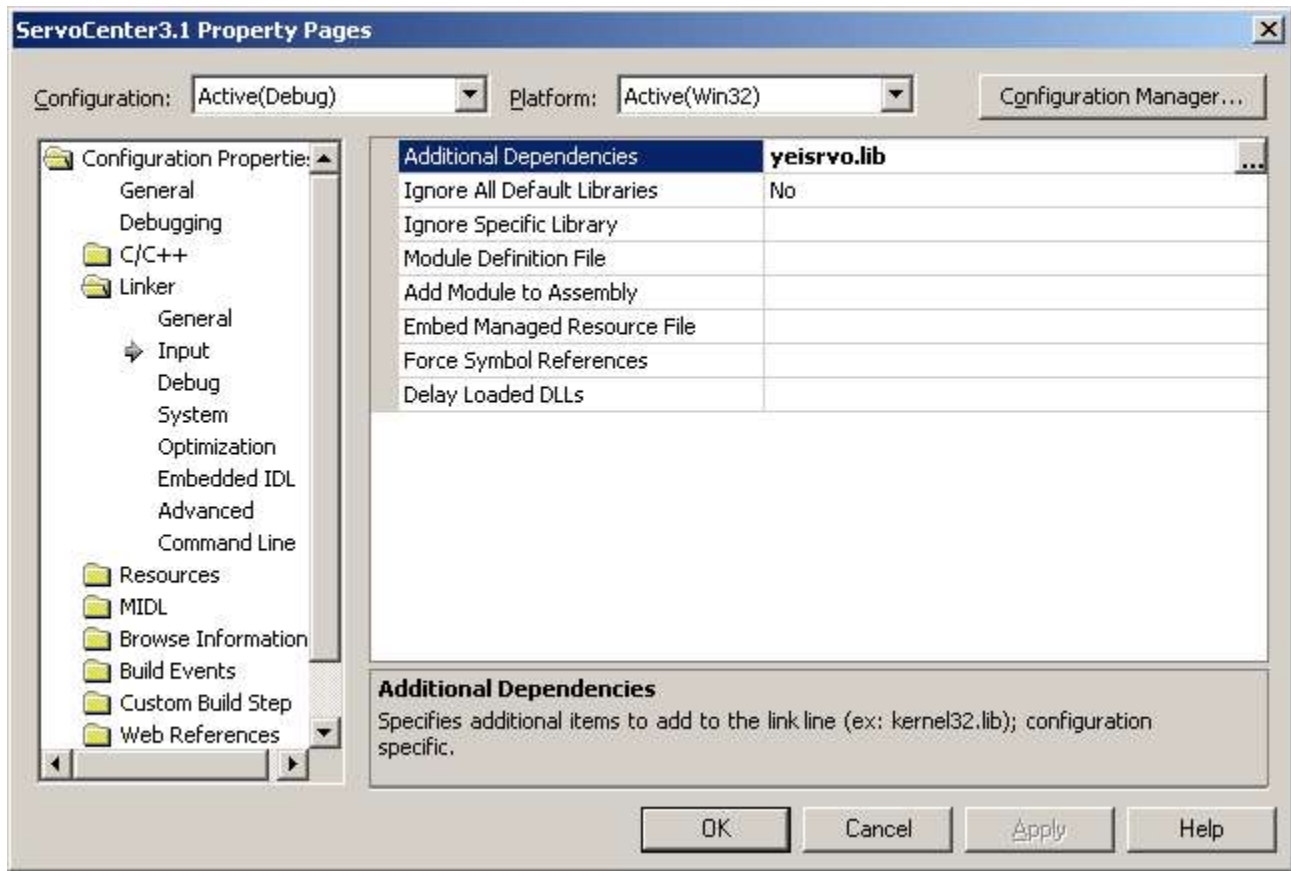 ServoCenter3.1 Property Pages
Configuration: Active(Debug) Platform: Active(Win32) Configuration Manager...
Configuration Propertie
General
Debugging
C/C++
Linker
General
Input
Debug
System
Optimization
Embedded IDL
Advanced
Command Line
Resources
MIDL
Browse Information
Build Events
Custom Build Step
Web References
Additional Dependencies yeisrvo.lib ...
Ignore All Default Libraries No
Ignore Specific Library
Module Definition File
Add Module to Assembly
Embed Managed Resource File
Force Symbol References
Delay Loaded DLLs
Additional Dependencies
Specifies additional items to add to the link line (ex: kernel32.lib); configuration
specific.
OK Cancel Apply Help